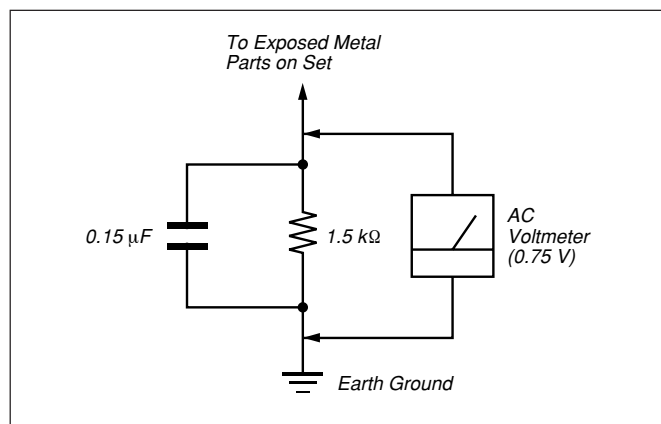 To Exposed Metal
Parts on Set
0.15 μF
1.5 kΩ
AC
Voltmeter
(0.75 V)
Earth Ground